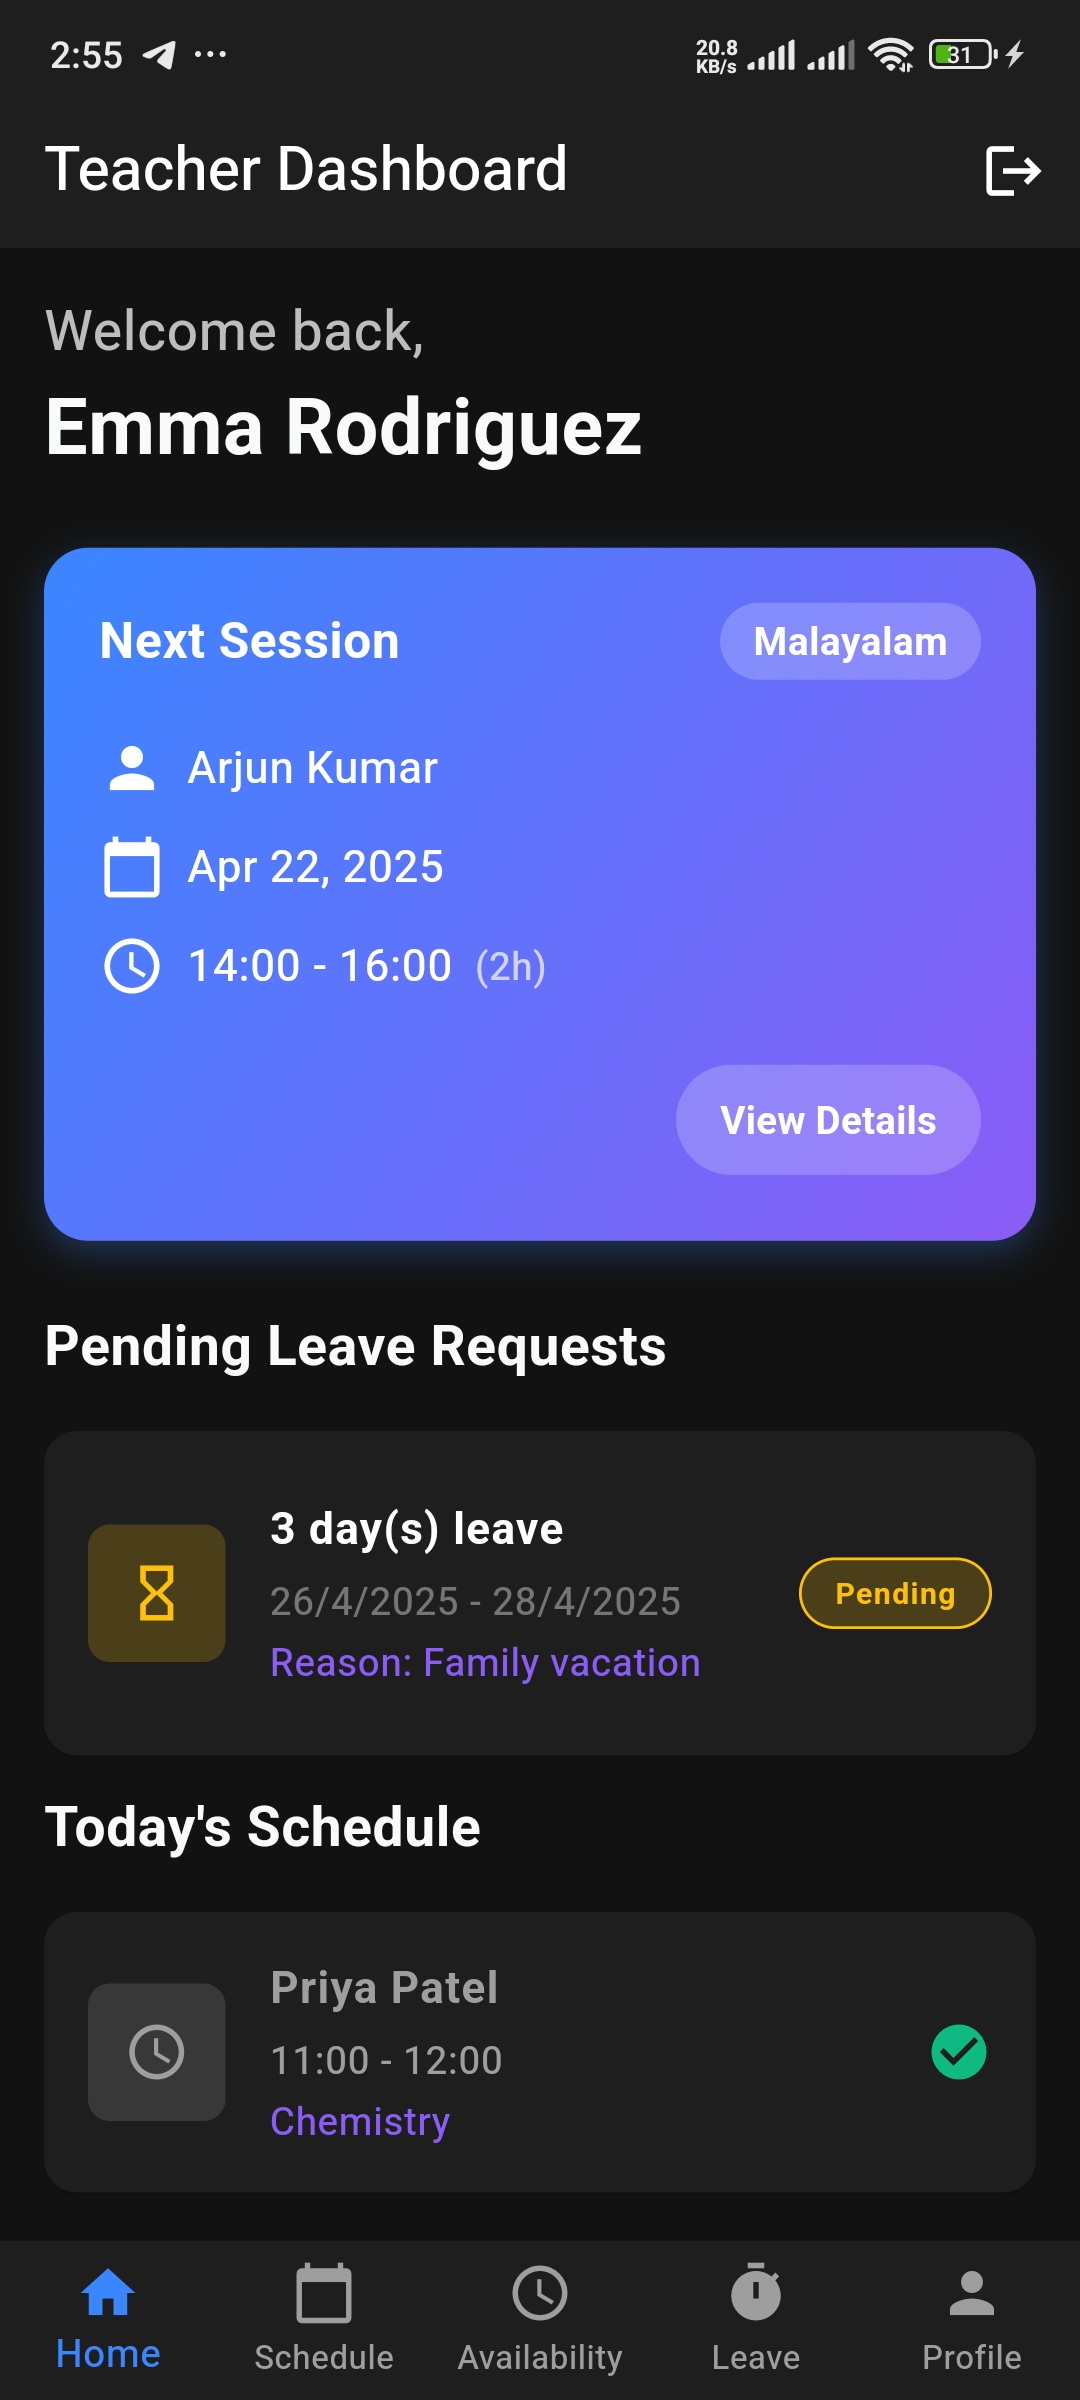 2:55
20.8
KB/s
31
Teacher Dashboard
Welcome back,
Emma Rodriguez
Next Session
Malayalam
Arjun Kumar
Apr 22, 2025
14:00 - 16:00 (2h)
View Details
Pending Leave Requests
3 day(s) leave
26/4/2025 - 28/4/2025
Reason: Family vacation
Pending
Today's Schedule
Priya Patel
11:00 - 12:00
Chemistry
Home
Schedule
Availability
Leave
Profile